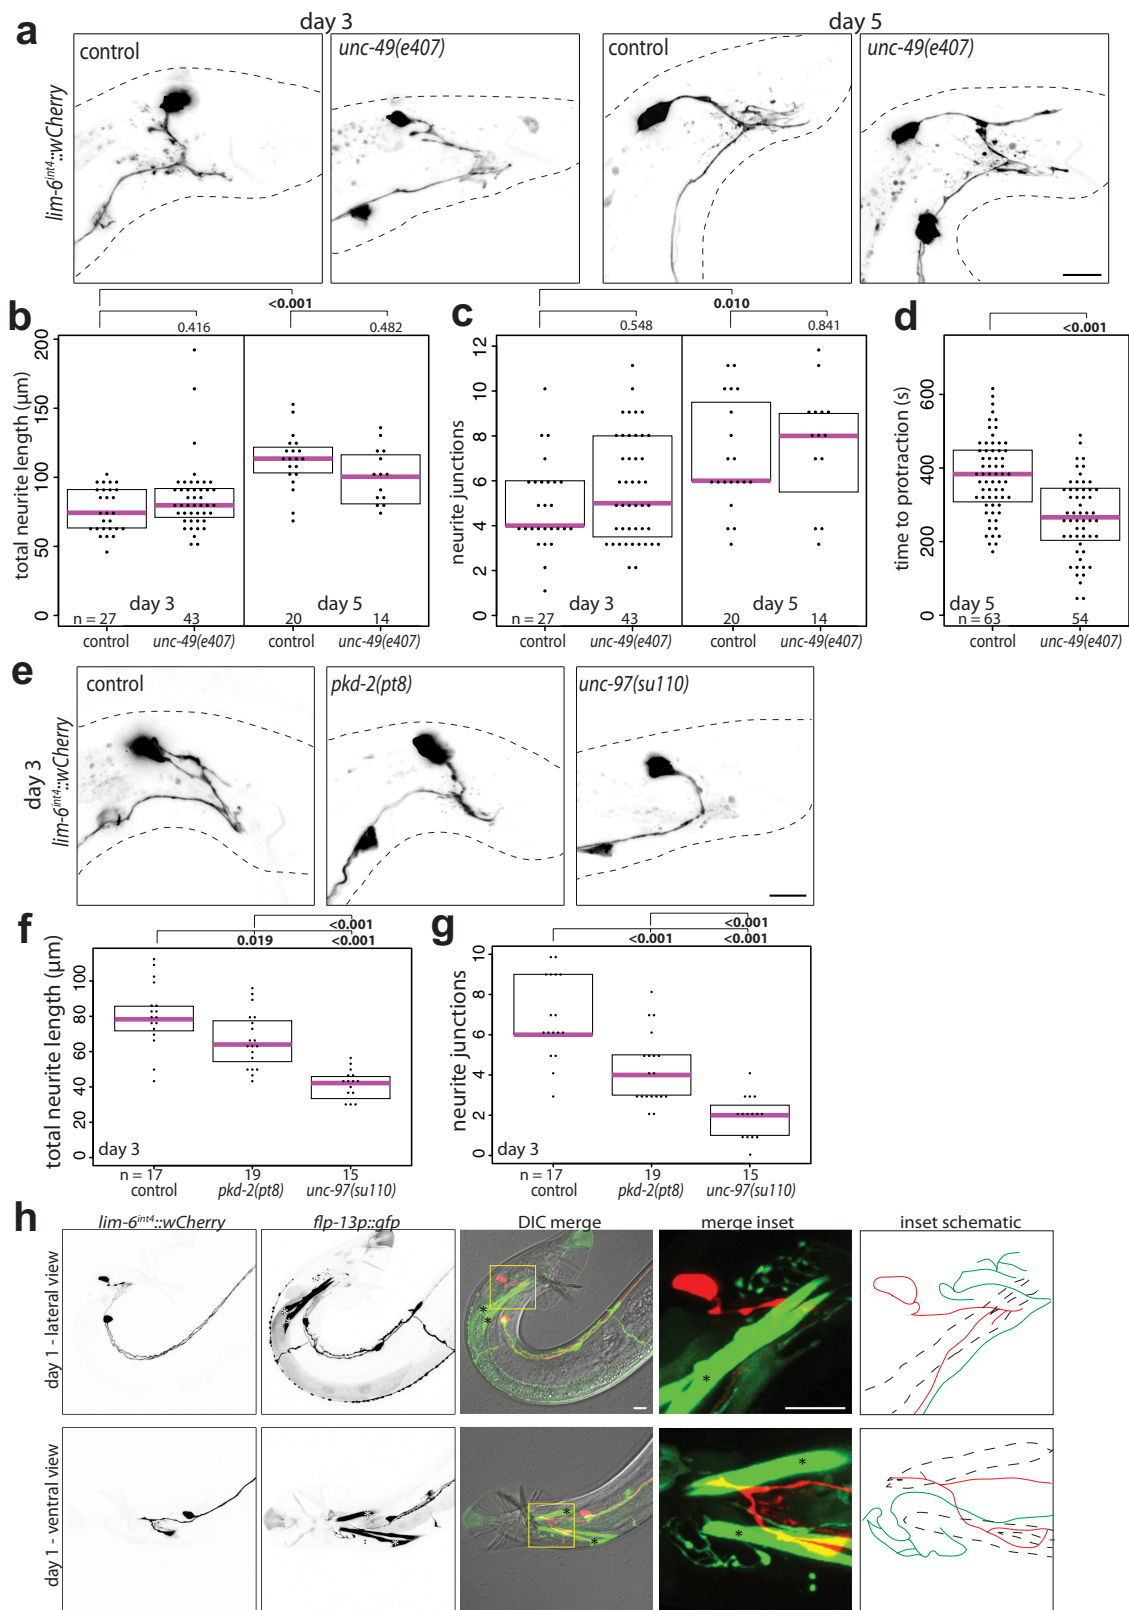 a
day 3
day 5
control
unc-49(e407)
control
unc-49(e407)
lim-6int4::wCherry
b
<0.001
0.416
0.482
total neurite length (µm)
200
150
100
50
0
day 3
day 5
n = 27
43
20
14
control
unc-49(e407)
control
unc-49(e407)
c
0.010
0.548
0.841
neurite junctions
12
10
8
6
4
2
0
day 3
day 5
n = 27
43
20
14
control
unc-49(e407)
control
unc-49(e407)
d
<0.001
time to protraction (s)
600
400
200
0
day 5
n = 63
54
control
unc-49(e407)
e
control
pkd-2(pt8)
unc-97(su110)
day 3
lim-6int4::wCherry
f
<0.001
0.019
<0.001
total neurite length (µm)
100
80
60
40
20
0
day 3
n = 17
19
15
control
pkd-2(pt8)
unc-97(su110)
g
<0.001
<0.001
<0.001
neurite junctions
10
8
6
4
2
0
day 3
n = 17
19
15
control
pkd-2(pt8)
unc-97(su110)
h
lim-6int4::wCherry
flp-13p::gfp
DIC merge
merge inset
inset schematic
day 1 - lateral view
*
*
*
*
*
day 1 - ventral view
*
*
*
*
*
*